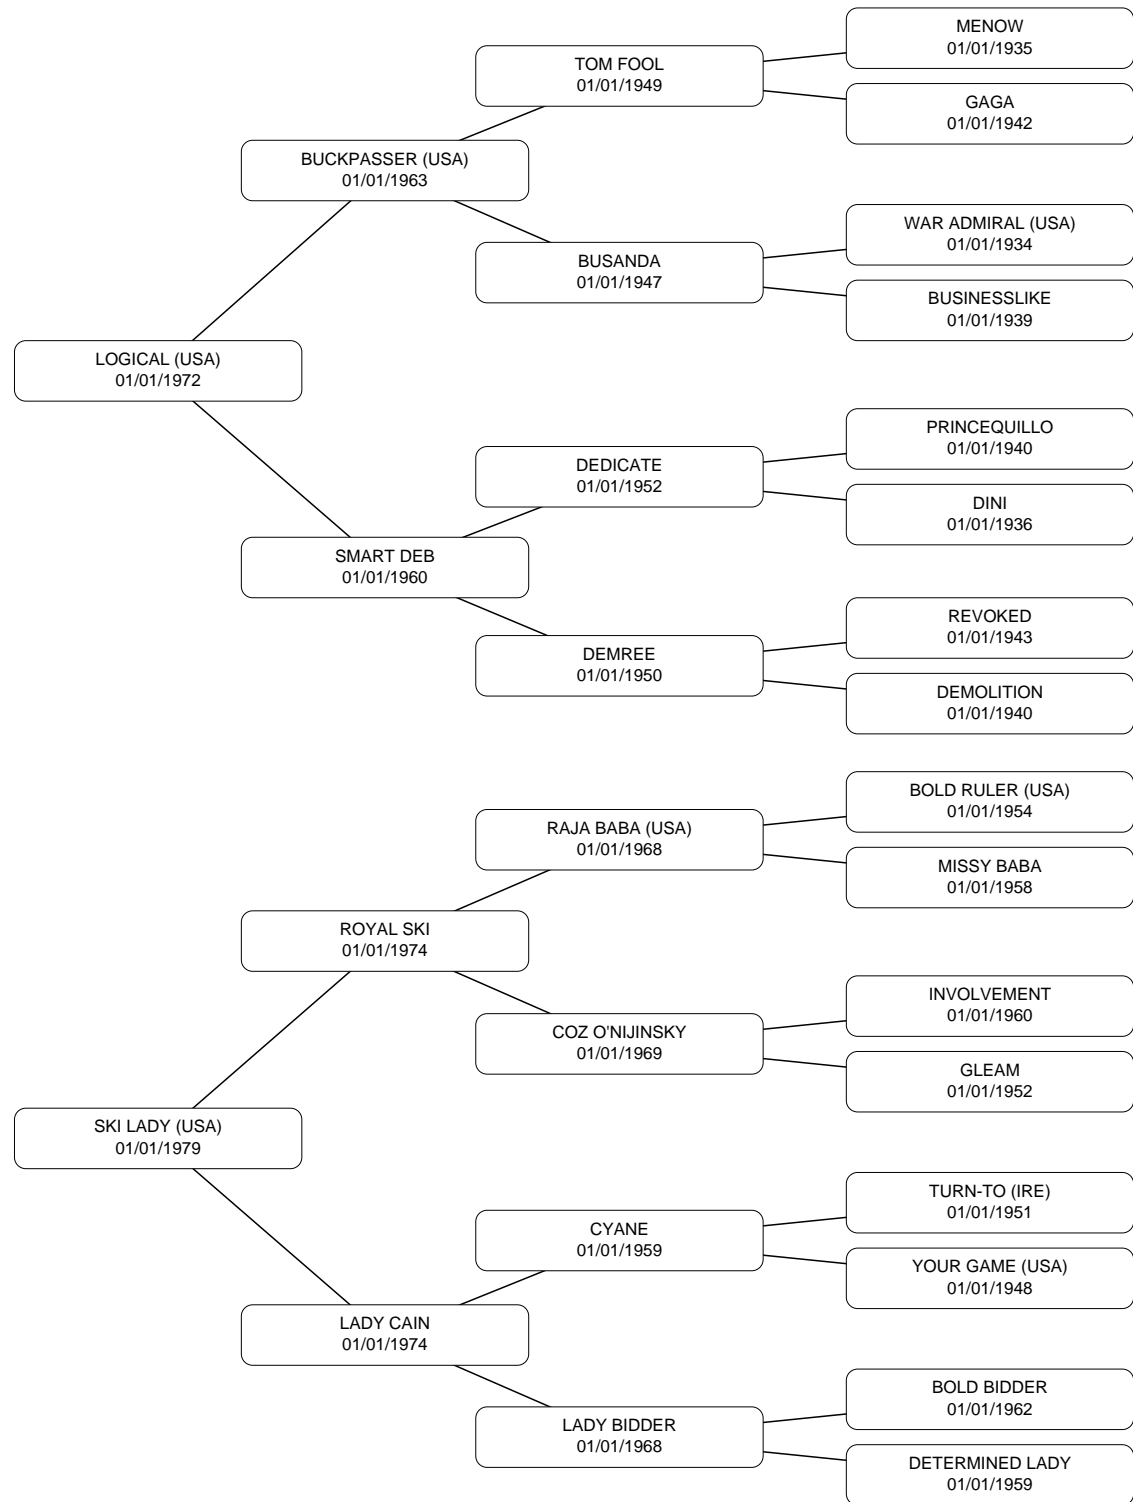 MENOW
01/01/1935
TOM FOOL
01/01/1949
GAGA
01/01/1942
BUCKPASSER (USA)
01/01/1963
WAR ADMIRAL (USA)
01/01/1934
BUSANDA
01/01/1947
BUSINESSLIKE
01/01/1939
LOGICAL (USA)
01/01/1972
PRINCEQUILLO
01/01/1940
DEDICATE
01/01/1952
DINI
01/01/1936
SMART DEB
01/01/1960
REVOKED
01/01/1943
DEMREE
01/01/1950
DEMOLITION
01/01/1940
BOLD RULER (USA)
01/01/1954
RAJA BABA (USA)
01/01/1968
MISSY BABA
01/01/1958
ROYAL SKI
01/01/1974
INVOLVEMENT
01/01/1960
COZ O'NIJINSKY
01/01/1969
GLEAM
01/01/1952
SKI LADY (USA)
01/01/1979
TURN-TO (IRE)
01/01/1951
CYANE
01/01/1959
YOUR GAME (USA)
01/01/1948
LADY CAIN
01/01/1974
BOLD BIDDER
01/01/1962
LADY BIDDER
01/01/1968
DETERMINED LADY
01/01/1959